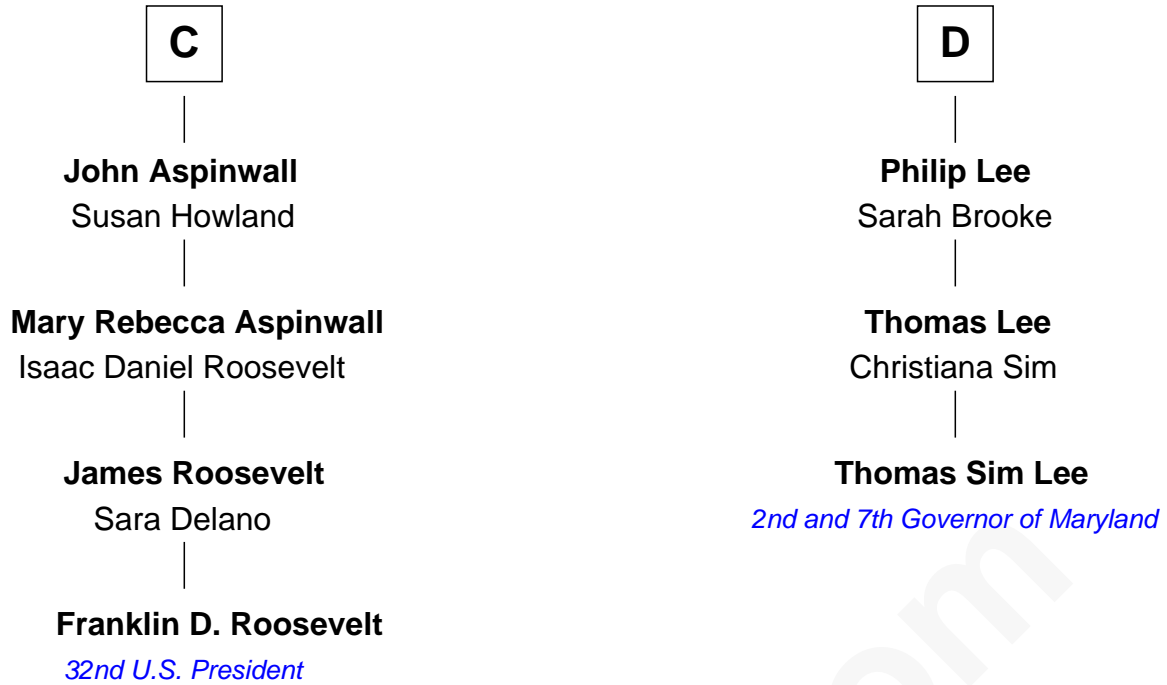 C
John Aspinwall
Susan Howland
Mary Rebecca Aspinwall
Isaac Daniel Roosevelt
James Roosevelt
Sara Delano
Franklin D. Roosevelt
32nd U.S. President
D
Philip Lee
Sarah Brooke
Thomas Lee
Christiana Sim
Thomas Sim Lee
2nd and 7th Governor of Maryland
om